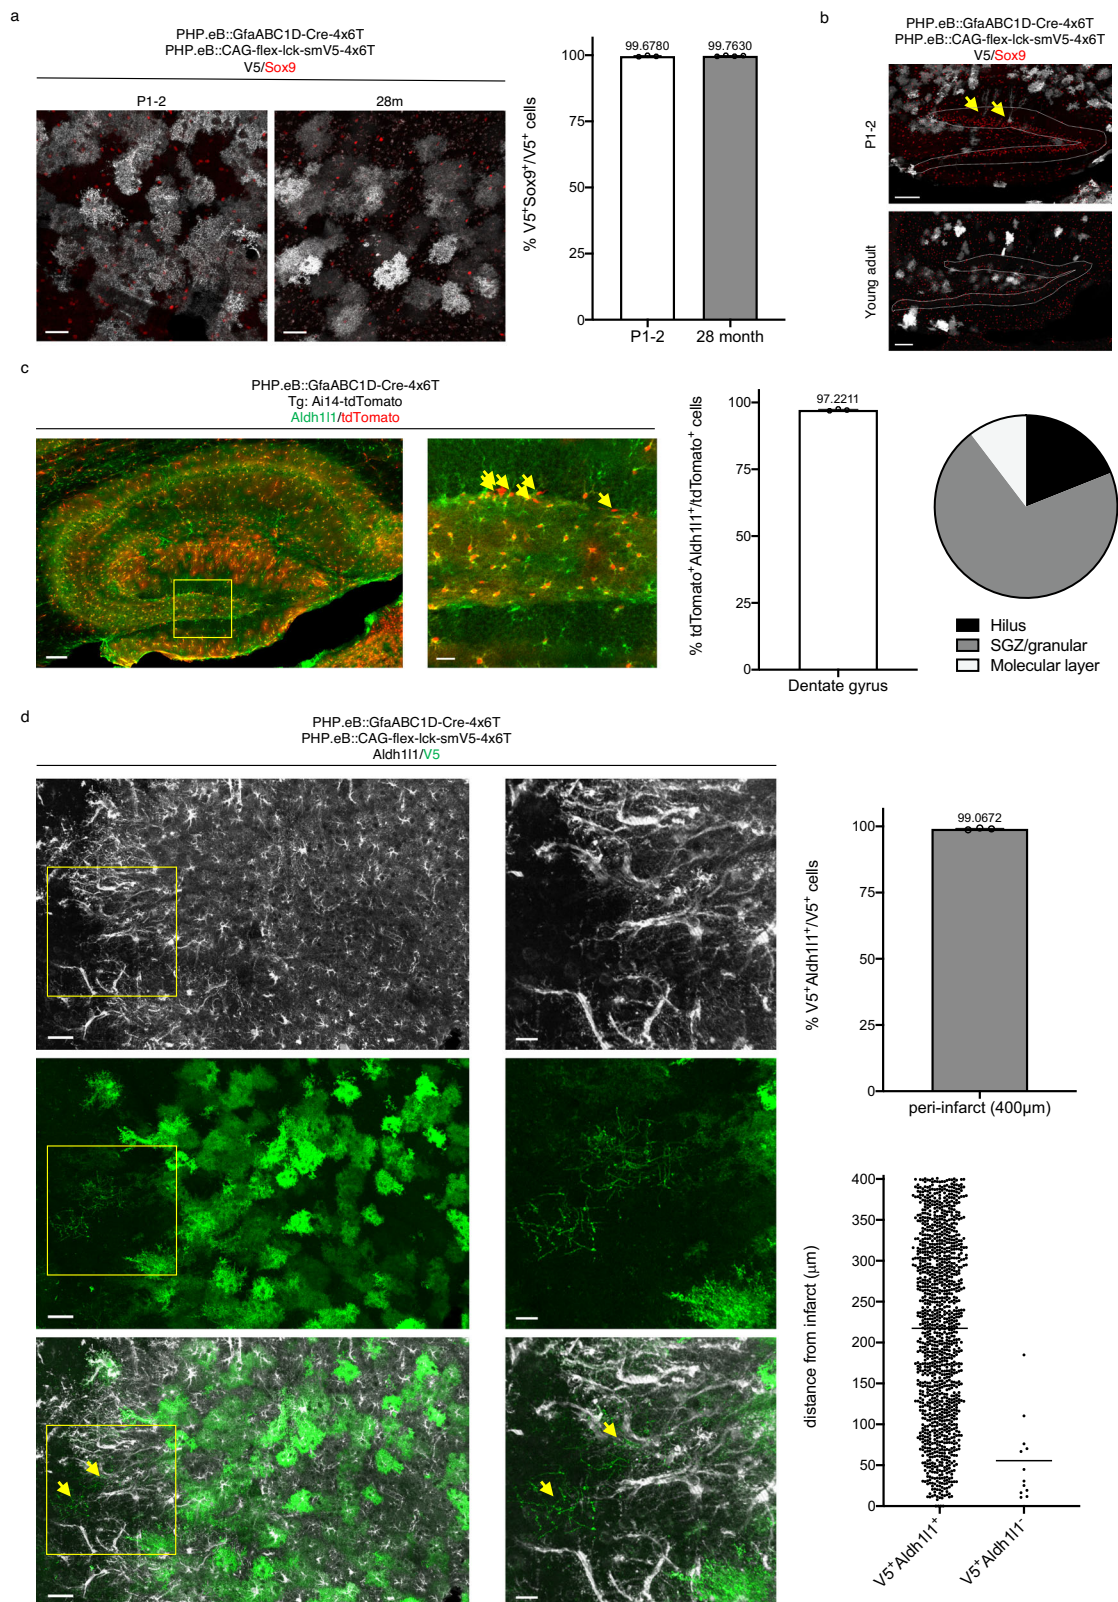 a
PHP.eB::GfaABC1D-Cre-4x6T
PHP.eB::CAG-flex-lck-smV5-4x6T
V5/Sox9
P1-2
28m
% V5⁺Sox9⁺/V5⁺ cells
100
75
50
25
0
99.6780
99.7630
P1-2
28 month
b
PHP.eB::GfaABC1D-Cre-4x6T
PHP.eB::CAG-flex-lck-smV5-4x6T
V5/Sox9
P1-2
Young adult
c
PHP.eB::GfaABC1D-Cre-4x6T
Tg: Ai14-tdTomato
Aldh1l1/tdTomato
% tdTomato⁺Aldh1l1⁺/tdTomato⁺ cells
100
75
50
25
0
97.2211
Dentate gyrus
Hilus
SGZ/granular
Molecular layer
d
PHP.eB::GfaABC1D-Cre-4x6T
PHP.eB::CAG-flex-lck-smV5-4x6T
Aldh1l1/V5
% V5⁺Aldh1l1⁺/V5⁺ cells
100
75
50
25
0
99.0672
peri-infarct (400μm)
distance from infarct (μm)
400
350
300
250
200
150
100
50
0
V5⁺Aldh1l1⁺
V5⁺Aldh1l1⁻